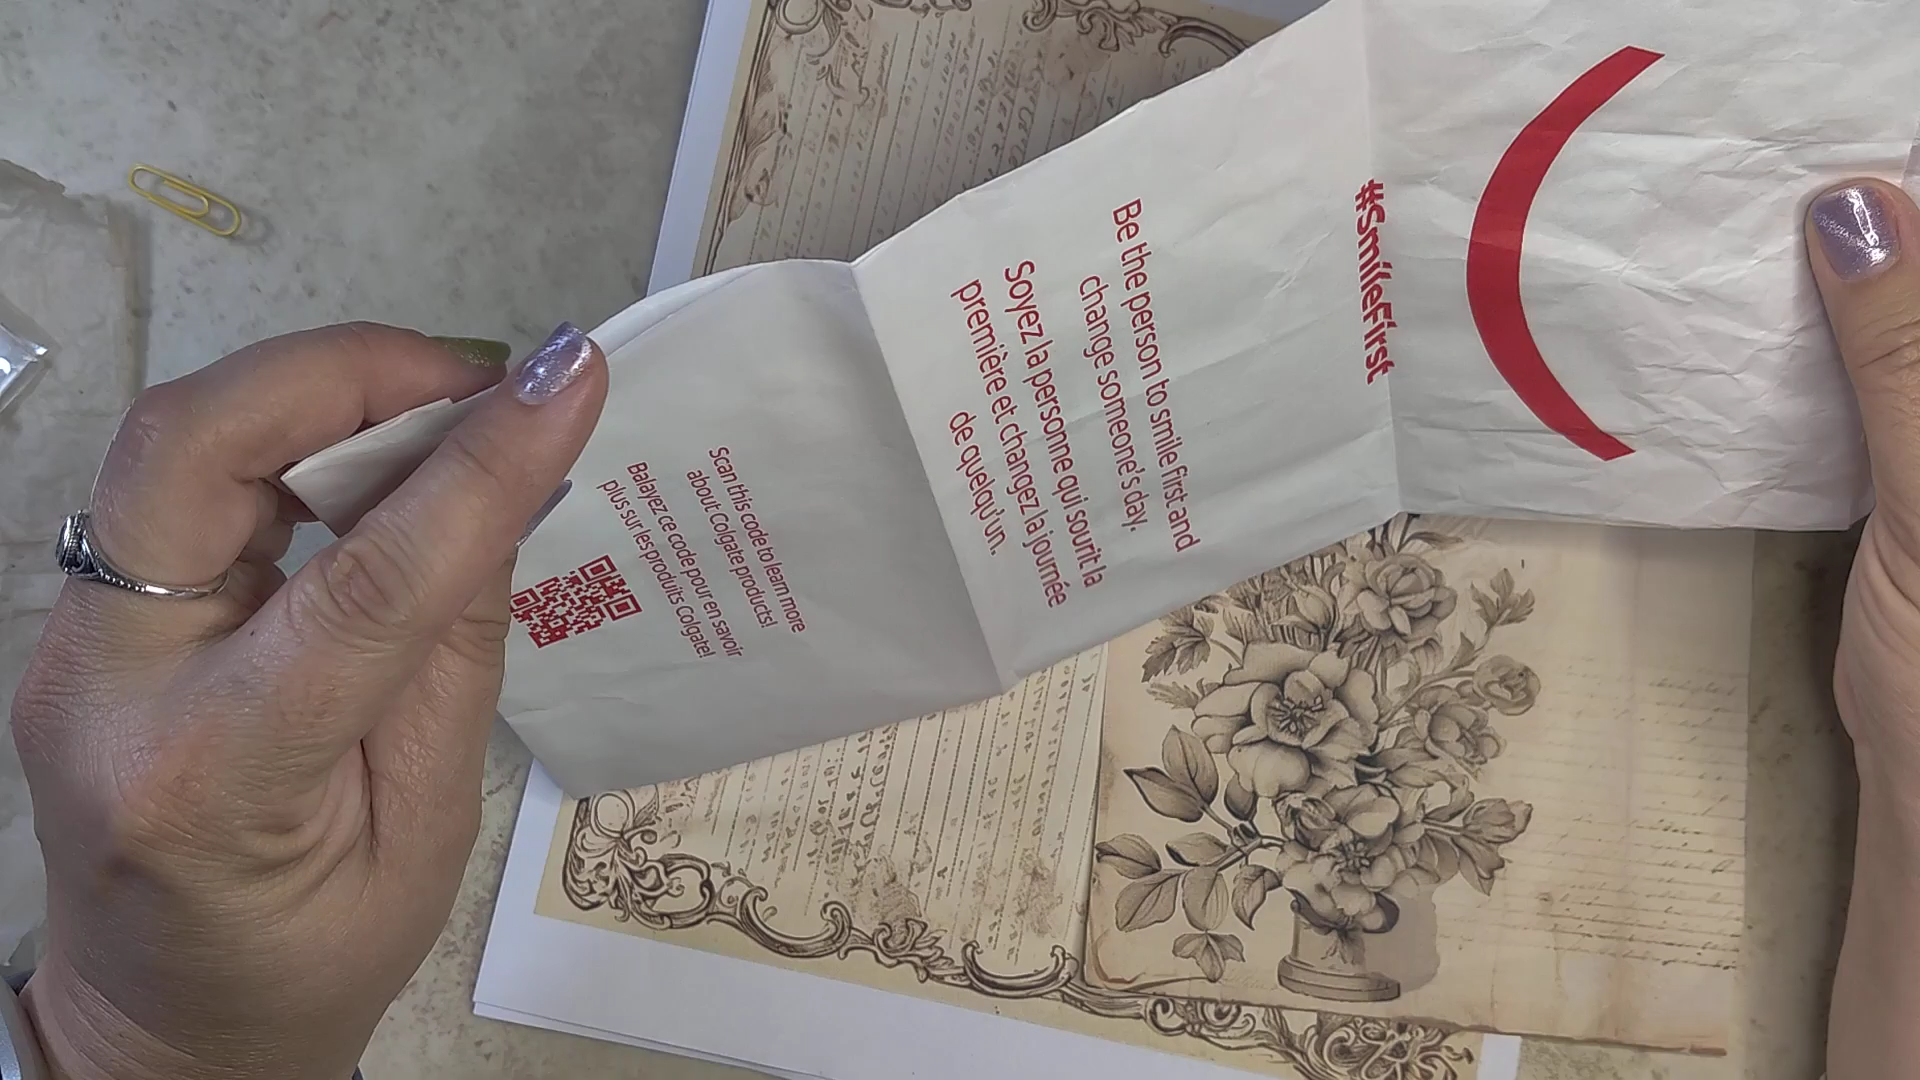 #SmileFirst
Be the person to smile first and
change someone's day.
Soyez la personne qui sourit la
première et changez la journée
de quelqu'un.
Scan this code to learn more
about Colgate products!
Balayez ce code pour en savoir
plus sur les produits Colgate!